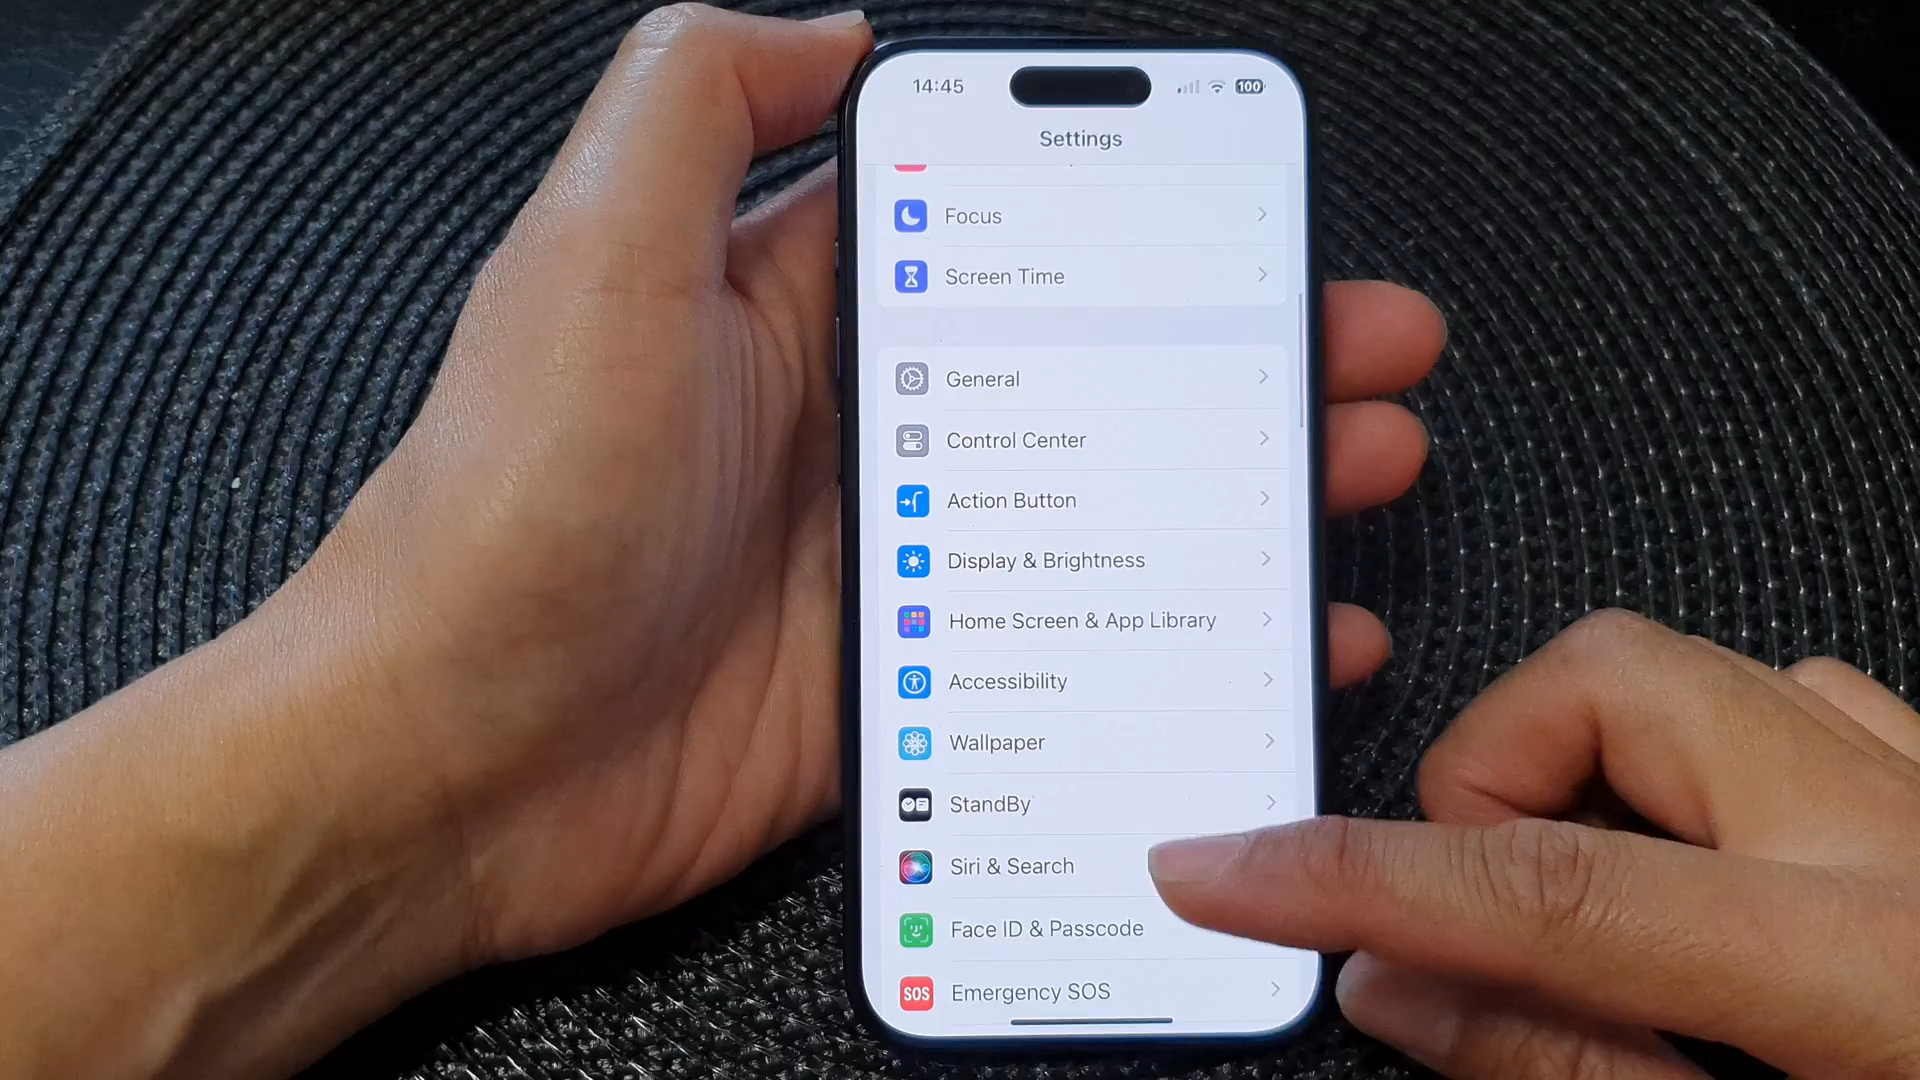 14:45
100
Settings
Focus
Screen Time
General
Control Center
Action Button
Display & Brightness
Home Screen & App Library
Accessibility
Wallpaper
StandBy
Siri & Search
Face ID & Passcode
SOS Emergency SOS